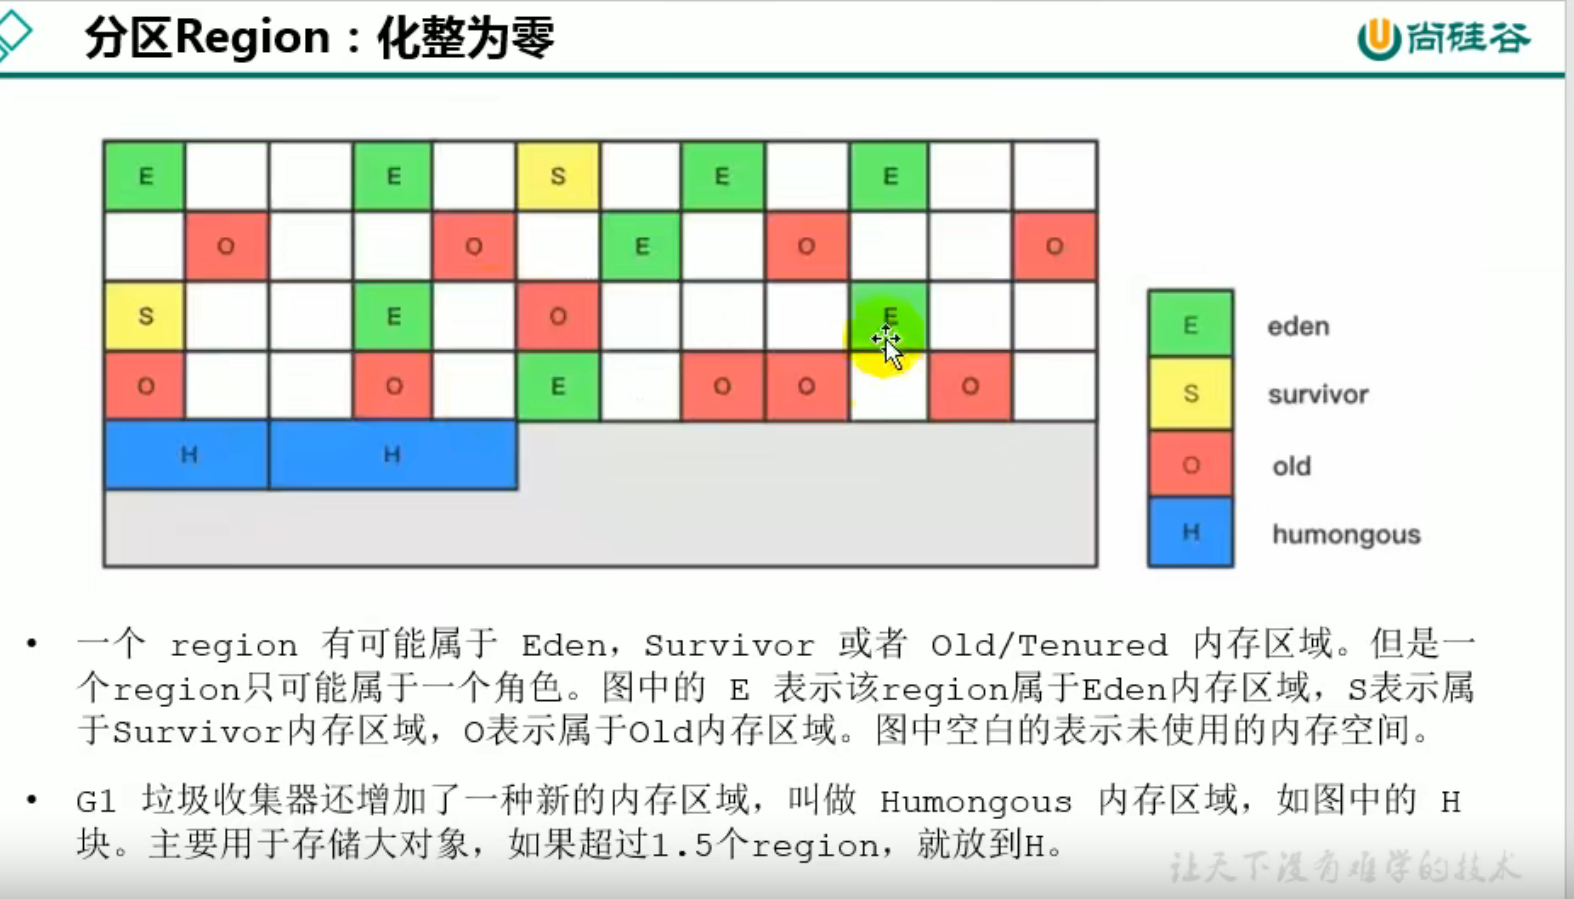 分区Region：化整为零
尚硅谷
E E S E E
O O E O O
S E O E
O O E O O O
H H
E eden
S survivor
O old
H humongous
• 一个 region 有可能属于 Eden，Survivor 或者 Old/Tenured 内存区域。但是一
个region只可能属于一个角色。图中的 E 表示该region属于Eden内存区域，S表示属
于Survivor内存区域，O表示属于Old内存区域。图中空白的表示未使用的内存空间。
• G1 垃圾收集器还增加了一种新的内存区域，叫做 Humongous 内存区域，如图中的 H
块。主要用于存储大对象，如果超过1.5个region，就放到H。
让天下没有难学的技术